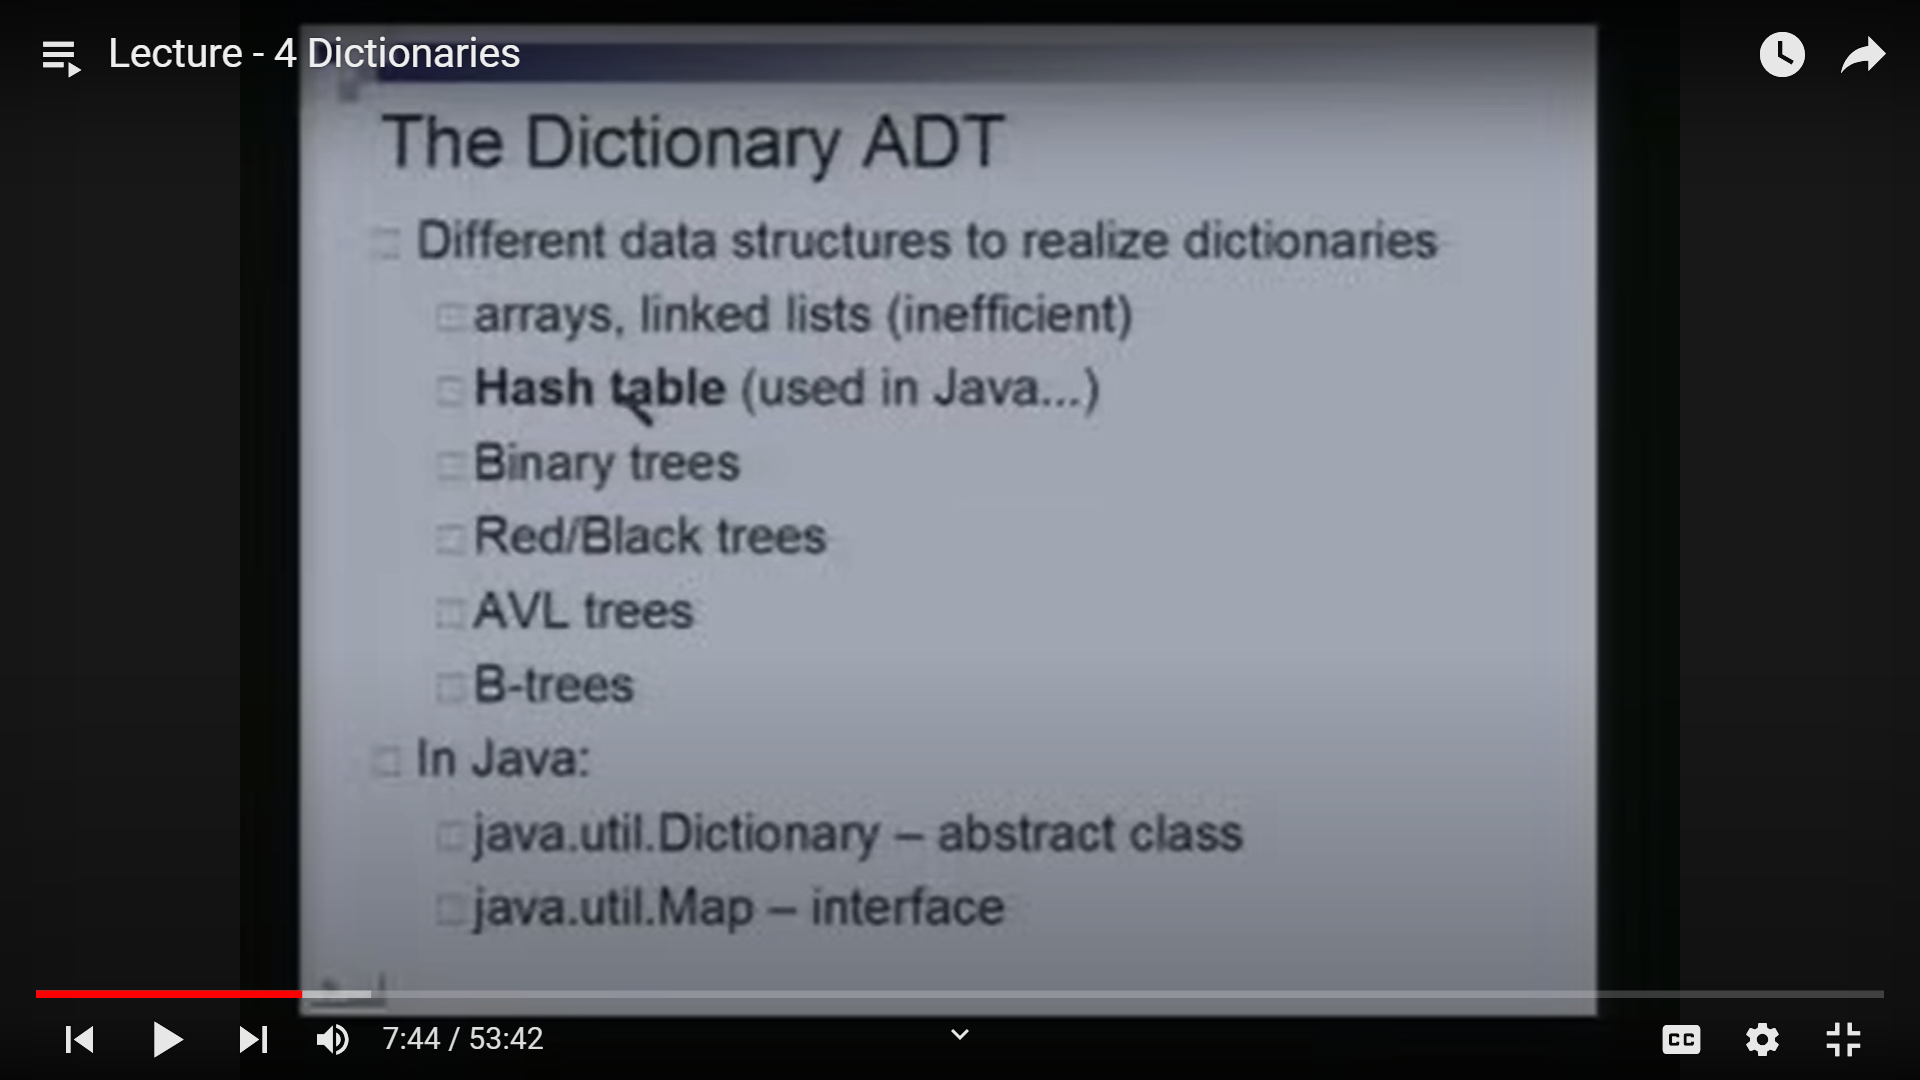 Lecture - 4 Dictionaries
The Dictionary ADT
Different data structures to realize dictionaries
arrays, linked lists (inefficient)
Hash table (used in Java...)
Binary trees
Red/Black trees
AVL trees
B-trees
In Java:
java.util.Dictionary – abstract class
java.util.Map – interface
7:44 / 53:42
CC